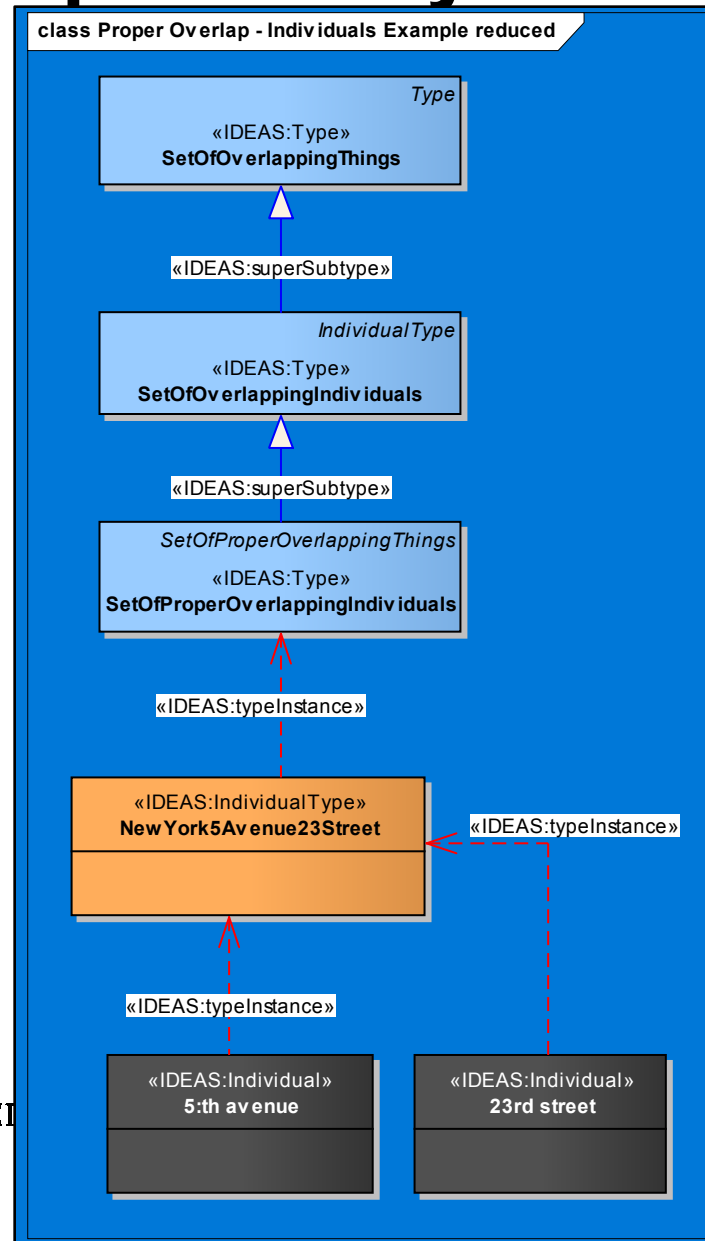 class Proper Overlap - Individuals Example reduced
Type
«IDEAS:Type»
SetOfOverlappingThings
«IDEAS:superSubtype»
IndividualType
«IDEAS:Type»
SetOfOverlappingIndividuals
«IDEAS:superSubtype»
SetOfProperOverlappingThings
«IDEAS:Type»
SetOfProperOverlappingIndividuals
«IDEAS:typeInstance»
«IDEAS:IndividualType»
NewYork5Avenue23Street
«IDEAS:typeInstance»
«IDEAS:typeInstance»
«IDEAS:Individual»
5:th avenue
«IDEAS:Individual»
23rd street